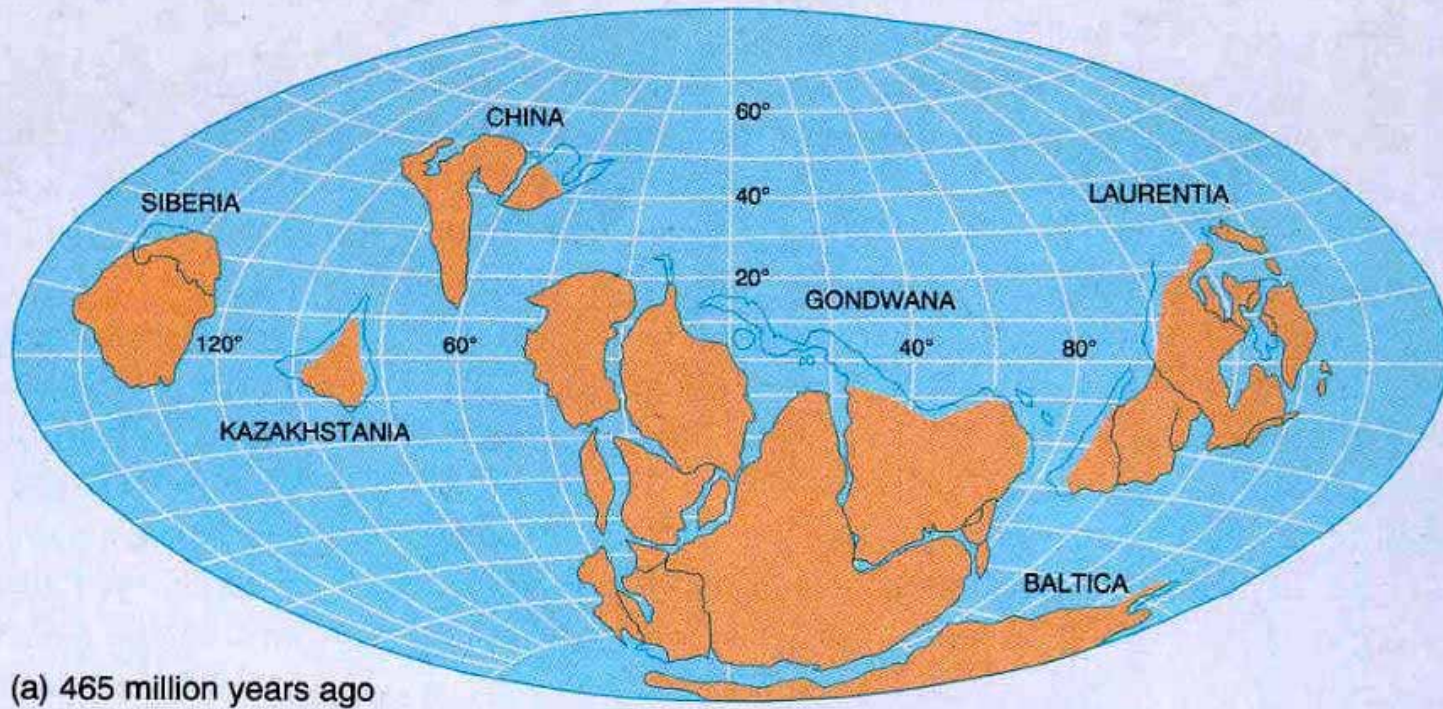 60°
CHINA
SIBERIA
40°
LAURENTIA
20°
GONDWANA
120°
60°
40°
80°
KAZAKHSTANIA
BALTICA
(a) 465 million years ago